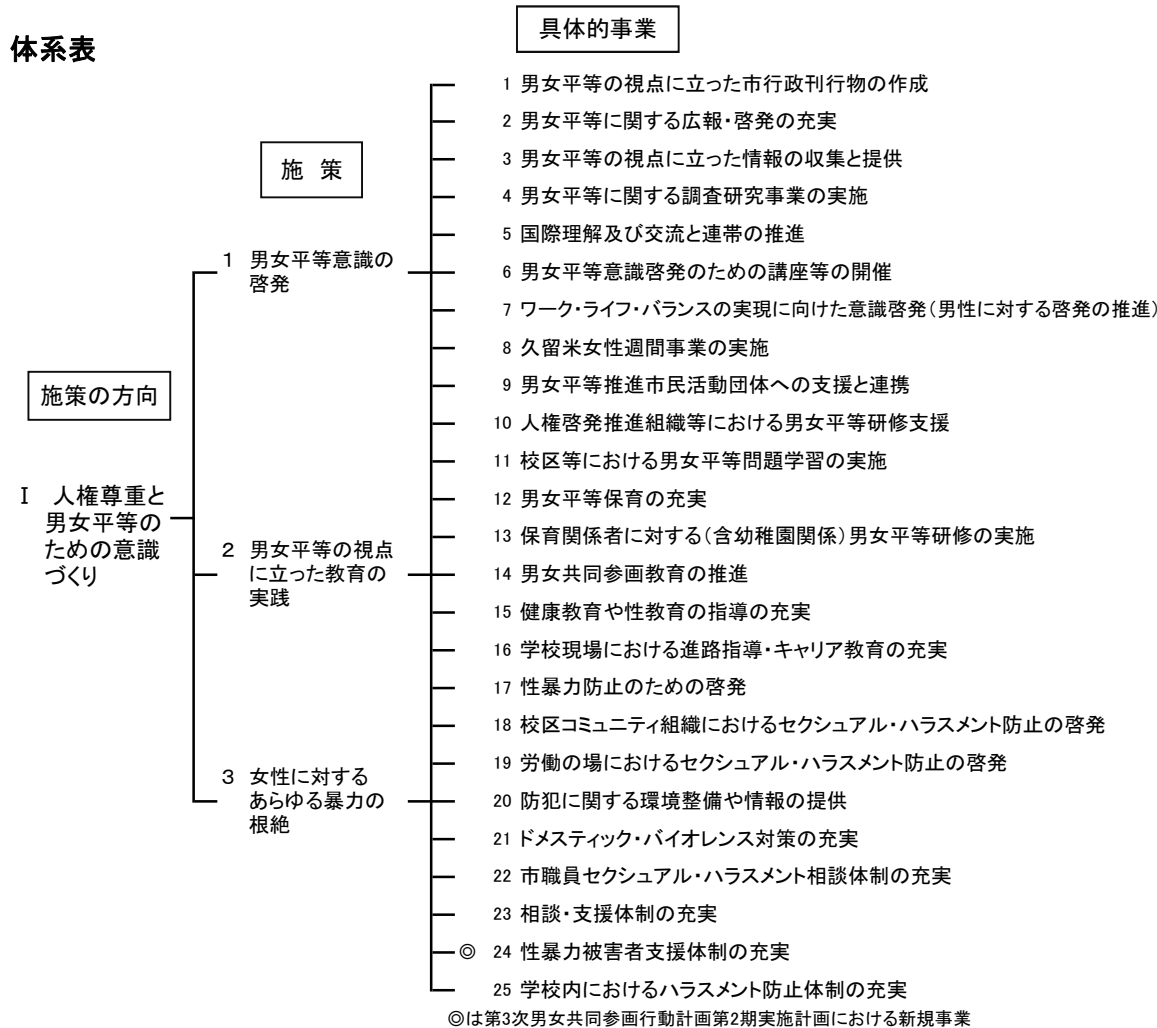 体系表
具体的事業
施 策
施策の方向
Ⅰ 人権尊重と
男女平等の
ための意識
づくり
1 男女平等意識の
啓発
2 男女平等の視点
に立った教育の
実践
3 女性に対する
あらゆる暴力の
根絶
1 男女平等の視点に立った市行政刊行物の作成
2 男女平等に関する広報・啓発の充実
3 男女平等の視点に立った情報の収集と提供
4 男女平等に関する調査研究事業の実施
5 国際理解及び交流と連帯の推進
6 男女平等意識啓発のための講座等の開催
7 ワーク・ライフ・バランスの実現に向けた意識啓発(男性に対する啓発の推進)
8 久留米女性週間事業の実施
9 男女平等推進市民活動団体への支援と連携
10 人権啓発推進組織等における男女平等研修支援
11 校区等における男女平等問題学習の実施
12 男女平等保育の充実
13 保育関係者に対する(含幼稚園関係)男女平等研修の実施
14 男女共同参画教育の推進
15 健康教育や性教育の指導の充実
16 学校現場における進路指導・キャリア教育の充実
17 性暴力防止のための啓発
18 校区コミュニティ組織におけるセクシュアル・ハラスメント防止の啓発
19 労働の場におけるセクシュアル・ハラスメント防止の啓発
20 防犯に関する環境整備や情報の提供
21 ドメスティック・バイオレンス対策の充実
22 市職員セクシュアル・ハラスメント相談体制の充実
23 相談・支援体制の充実
◎ 24 性暴力被害者支援体制の充実
25 学校内におけるハラスメント防止体制の充実
◎は第3次男女共同参画行動計画第2期実施計画における新規事業